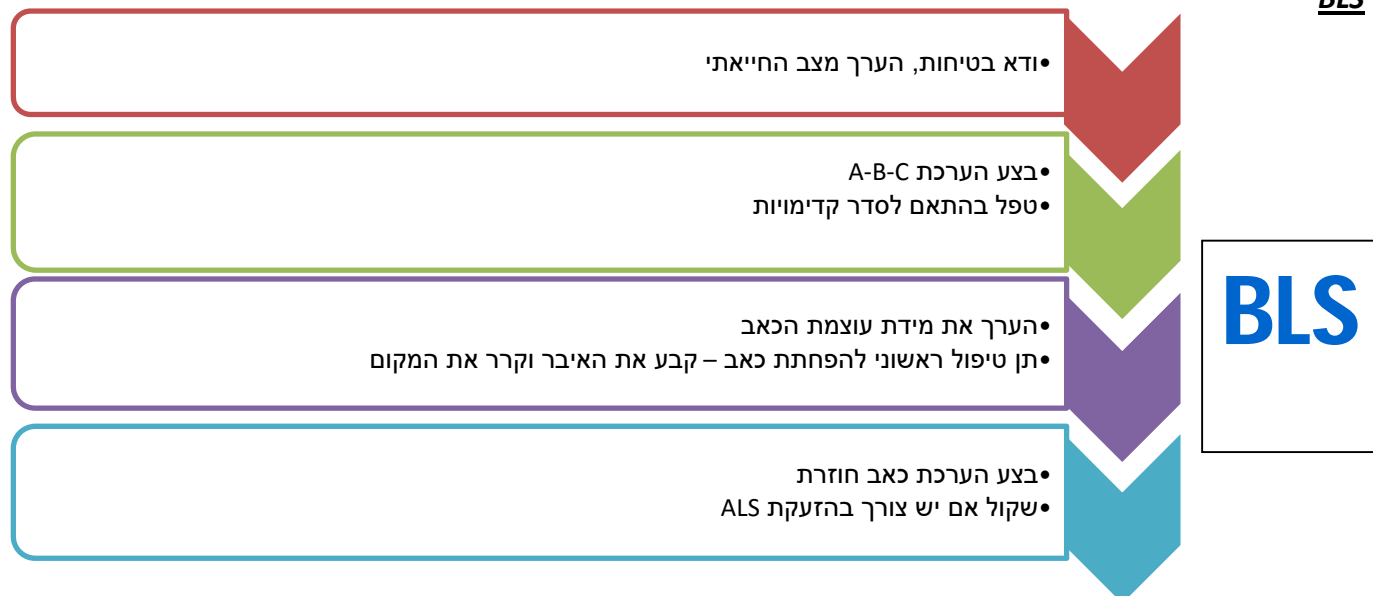 BLS
•ודא בטיחות, הערך מצב החייאתי
•בצע הערכת A-B-C
•טפל בהתאם לסדר קדימויות
BLS
•הערך את מידת עוצמת הכאב
•תן טיפול ראשוני להפחתת כאב – קבע את האיבר וקרר את המקום
•בצע הערכת כאב חוזרת
•שקול אם יש צורך בהזעקת ALS